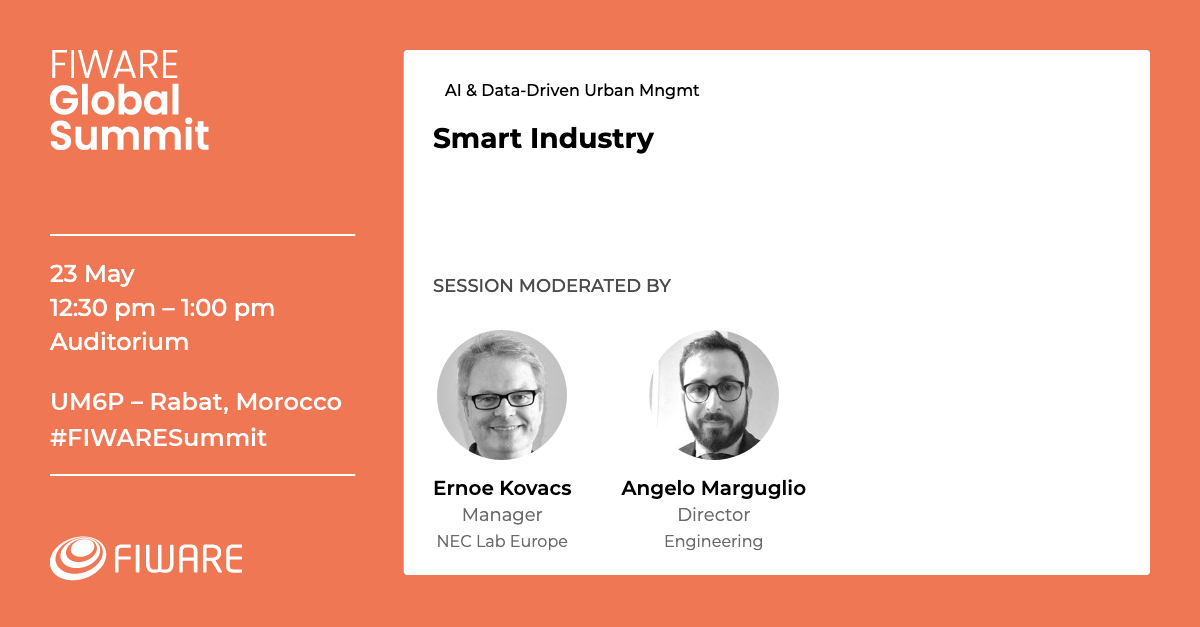 FIWARE
Global
Summit
23 May
12:30 pm – 1:00 pm
Auditorium
UM6P – Rabat, Morocco
#FIWARESummit
FIWARE
AI & Data-Driven Urban Mngmt
Smart Industry
SESSION MODERATED BY
Ernoe Kovacs
Manager
NEC Lab Europe
Angelo Marguglio
Director
Engineering